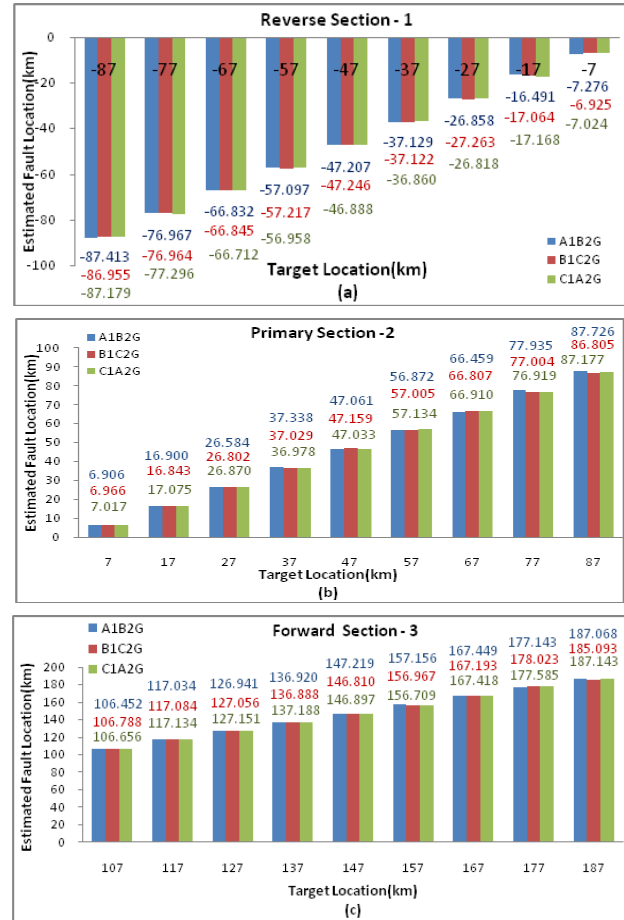 Reverse Section - 1
Estimated Fault Location(km)
0
-20
-40
-60
-80
-100
-87 -77 -67 -57 -47 -37 -27 -17 -7
-87.413 -76.967 -66.832 -57.097 -47.207 -37.129 -26.858 -16.491 -7.276
-86.955 -76.964 -66.845 -57.217 -47.246 -37.122 -27.263 -17.064 -6.925
-87.179 -77.296 -66.712 -56.958 -46.888 -36.860 -26.818 -17.168 -7.024
A1B2G
B1C2G
C1A2G
Target Location(km)
(a)
Primary Section -2
A1B2G
B1C2G
C1A2G
Estimated Fault Location(km)
100
90
80
70
60
50
40
30
20
10
0
6.906 16.900 26.584 37.338 47.061 56.872 66.459 77.935 87.726
6.966 16.843 26.802 37.029 47.159 57.005 66.807 77.004 86.805
7.017 17.075 26.870 36.978 47.033 57.134 66.910 76.919 87.177
7 17 27 37 47 57 67 77 87
Target Location(km)
(b)
Forward Section - 3
A1B2G
B1C2G
C1A2G
Estimated Fault Location(km)
200
180
160
140
120
100
80
60
40
20
0
106.452 117.034 126.941 136.920 147.219 157.156 167.449 177.143 187.068
106.788 117.084 127.056 136.888 146.810 156.967 167.193 178.023 185.093
106.656 117.134 127.151 137.188 146.897 156.709 167.418 177.585 187.143
107 117 127 137 147 157 167 177 187
Target Location(km)
(c)